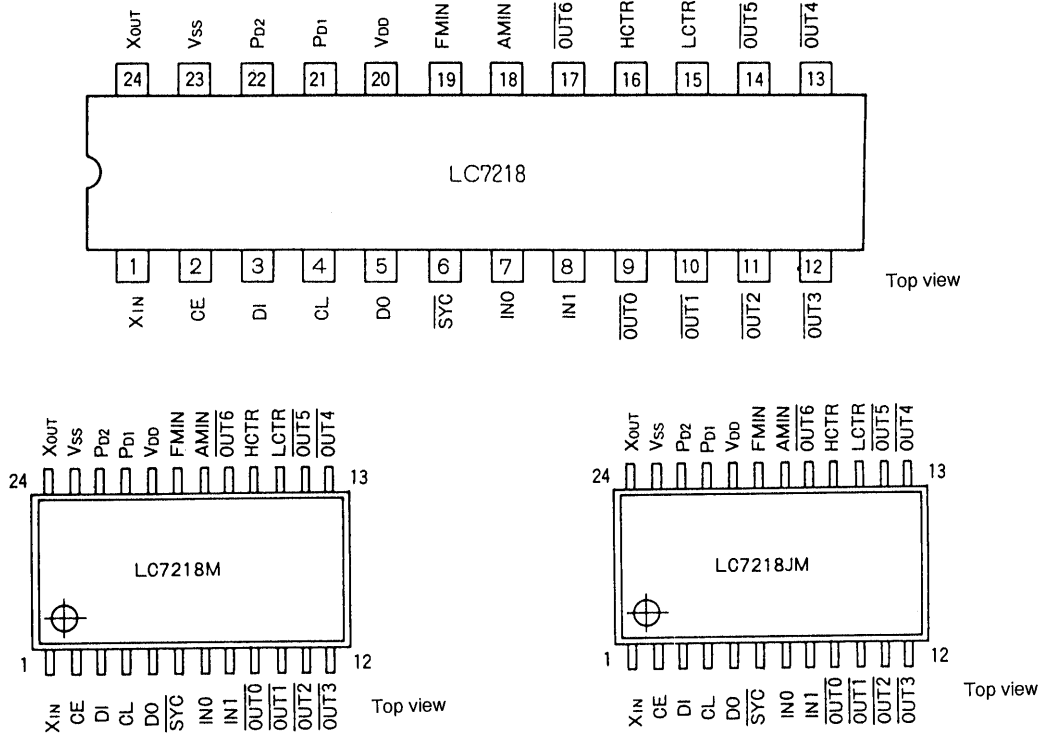 XOUT VSS PD2 PD1 VDD FMIN AMIN OUT6 HCTR LCTR OUT5 OUT4
24 23 22 21 20 19 18 17 16 15 14 13
LC7218
1 2 3 4 5 6 7 8 9 10 11 12
Top view
XIN CE DI CL DO SYC IN0 IN1 OUT0 OUT1 OUT2 OUT3
XOUT VSS PD2 PD1 VDD FMIN AMIN OUT6 HCTR LCTR OUT5 OUT4
24 13
LC7218M
1 12
XIN CE DI CL DO SYC IN0 IN1 OUT0 OUT1 OUT2 OUT3
Top view
XOUT VSS PD2 PD1 VDD FMIN AMIN OUT6 HCTR LCTR OUT5 OUT4
24 13
LC7218JM
1 12
XIN CE DI CL DO SYC IN0 IN1 OUT0 OUT1 OUT2 OUT3
Top view